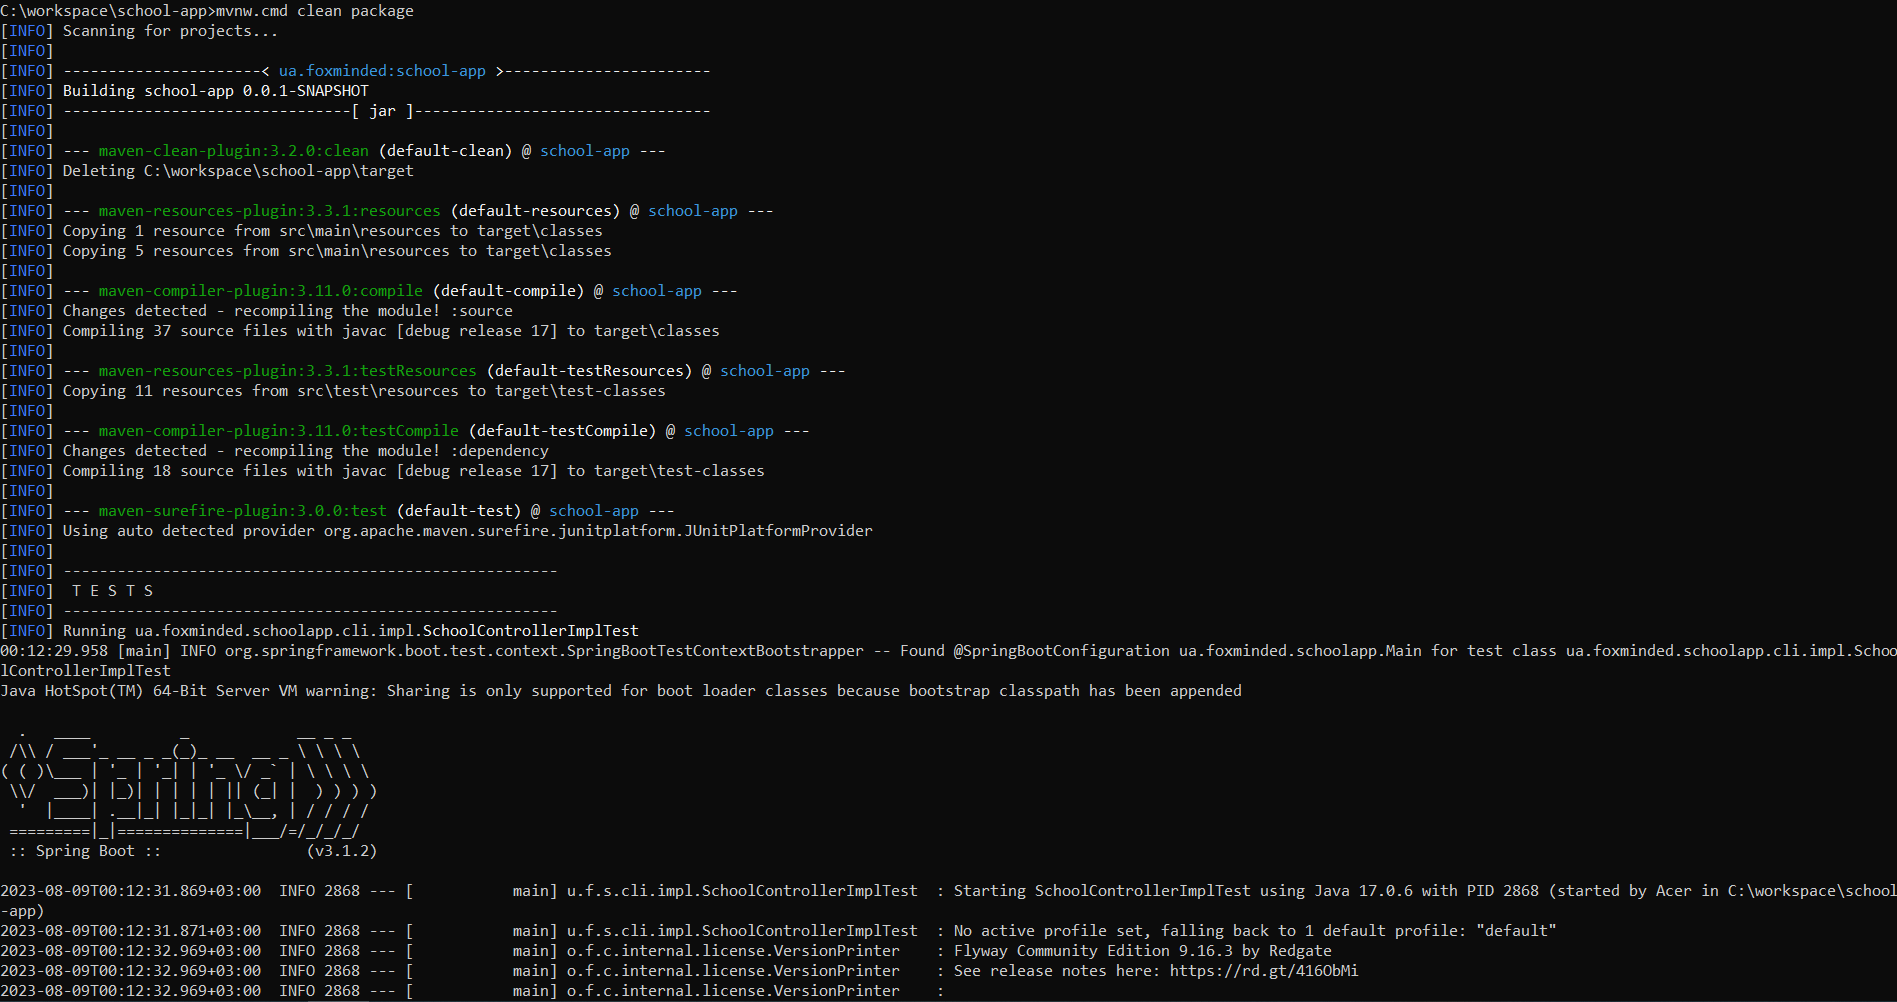 C:\workspace\school-app>mvnw.cmd clean package
[INFO] Scanning for projects...
[INFO]
[INFO] ----------------------< ua.foxminded:school-app >-----------------------
[INFO] Building school-app 0.0.1-SNAPSHOT
[INFO] --------------------------------[ jar ]---------------------------------
[INFO]
[INFO] --- maven-clean-plugin:3.2.0:clean (default-clean) @ school-app ---
[INFO] Deleting C:\workspace\school-app\target
[INFO]
[INFO] --- maven-resources-plugin:3.3.1:resources (default-resources) @ school-app ---
[INFO] Copying 1 resource from src\main\resources to target\classes
[INFO] Copying 5 resources from src\main\resources to target\classes
[INFO]
[INFO] --- maven-compiler-plugin:3.11.0:compile (default-compile) @ school-app ---
[INFO] Changes detected - recompiling the module! :source
[INFO] Compiling 37 source files with javac [debug release 17] to target\classes
[INFO]
[INFO] --- maven-resources-plugin:3.3.1:testResources (default-testResources) @ school-app ---
[INFO] Copying 11 resources from src\test\resources to target\test-classes
[INFO]
[INFO] --- maven-compiler-plugin:3.11.0:testCompile (default-testCompile) @ school-app ---
[INFO] Changes detected - recompiling the module! :dependency
[INFO] Compiling 18 source files with javac [debug release 17] to target\test-classes
[INFO]
[INFO] --- maven-surefire-plugin:3.0.0:test (default-test) @ school-app ---
[INFO] Using auto detected provider org.apache.maven.surefire.junitplatform.JUnitPlatformProvider
[INFO]
[INFO] -------------------------------------------------------
[INFO]  T E S T S
[INFO] -------------------------------------------------------
[INFO] Running ua.foxminded.schoolapp.cli.impl.SchoolControllerImplTest
00:12:29.958 [main] INFO org.springframework.boot.test.context.SpringBootTestContextBootstrapper -- Found @SpringBootConfiguration ua.foxminded.schoolapp.Main for test class ua.foxminded.schoolapp.cli.impl.Schoo
lControllerImplTest
Java HotSpot(TM) 64-Bit Server VM warning: Sharing is only supported for boot loader classes because bootstrap classpath has been appended

  .   ____          _            __ _ _
 /\\ / ___'_ __ _ _(_)_ __  __ _ \ \ \ \
( ( )\___ | '_ | '_| | '_ \/ _` | \ \ \ \
 \\/  ___)| |_)| | | | | || (_| |  ) ) ) )
  '  |____| .__|_| |_|_| |_\__, | / / / /
 =========|_|==============|___/=/_/_/_/
 :: Spring Boot ::                (v3.1.2)

2023-08-09T00:12:31.869+03:00  INFO 2868 --- [           main] u.f.s.cli.impl.SchoolControllerImplTest  : Starting SchoolControllerImplTest using Java 17.0.6 with PID 2868 (started by Acer in C:\workspace\school
-app)
2023-08-09T00:12:31.871+03:00  INFO 2868 --- [           main] u.f.s.cli.impl.SchoolControllerImplTest  : No active profile set, falling back to 1 default profile: "default"
2023-08-09T00:12:32.969+03:00  INFO 2868 --- [           main] o.f.c.internal.license.VersionPrinter    : Flyway Community Edition 9.16.3 by Redgate
2023-08-09T00:12:32.969+03:00  INFO 2868 --- [           main] o.f.c.internal.license.VersionPrinter    : See release notes here: https://rd.gt/416ObMi
2023-08-09T00:12:32.969+03:00  INFO 2868 --- [           main] o.f.c.internal.license.VersionPrinter    :